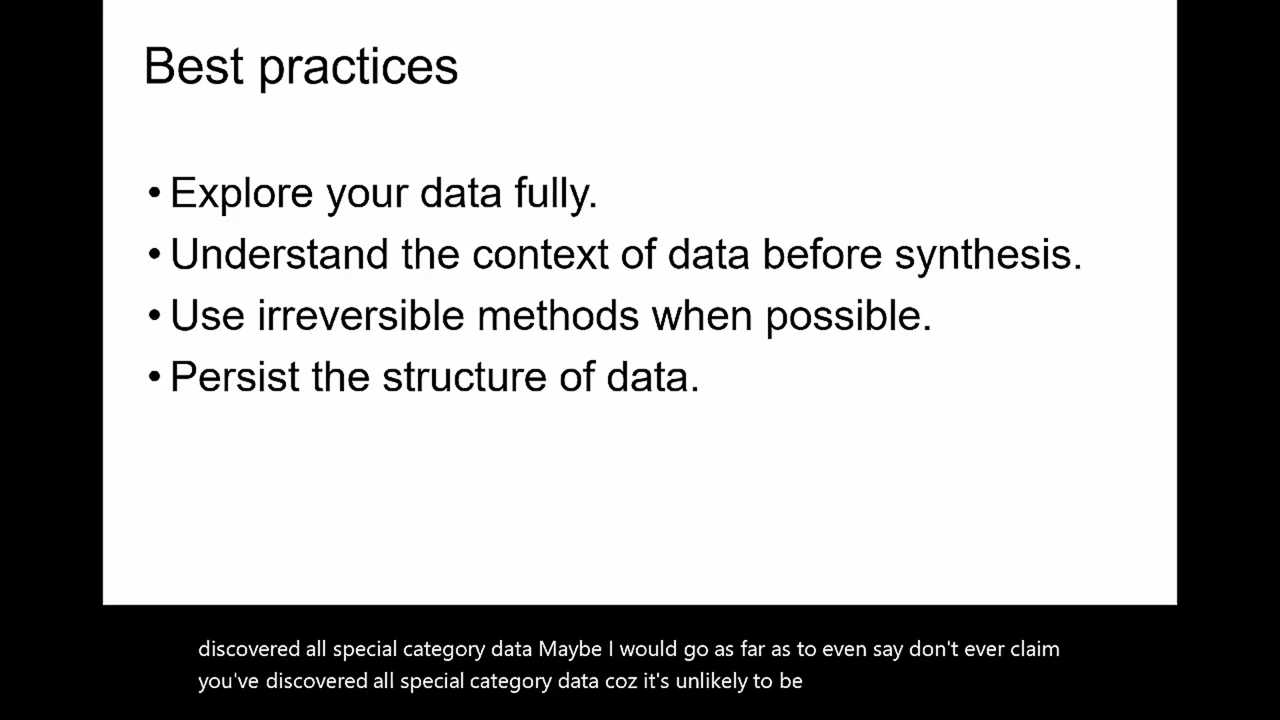 Best practices
• Explore your data fully.
• Understand the context of data before synthesis.
• Use irreversible methods when possible.
• Persist the structure of data.
discovered all special category data Maybe I would go as far as to even say don't ever claim
you've discovered all special category data coz it's unlikely to be